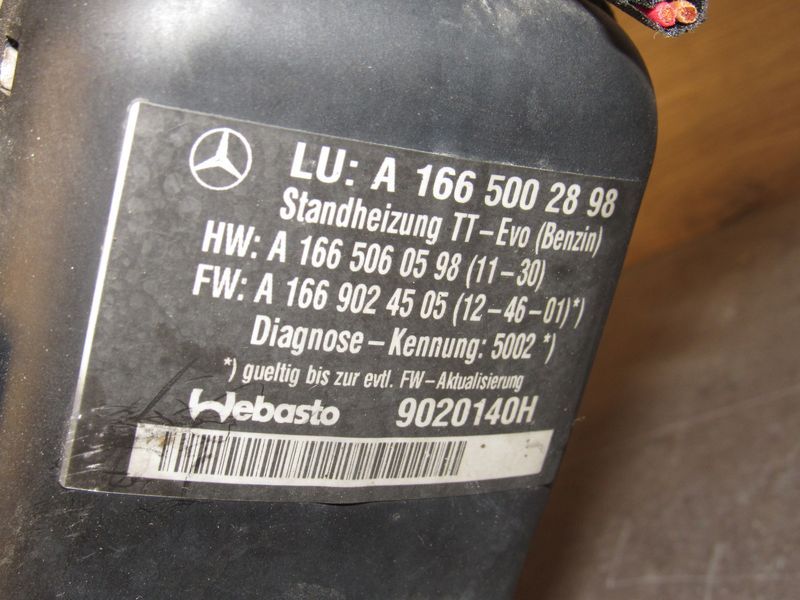 LU: A 166 500 28 98
Standheizung TT-Evo (Benzin)
HW: A 166 506 05 98 (11-30)
FW: A 166 902 45 05 (12-46-01)*)
Diagnose-Kennung: 5002 *)
*) gueltig bis zur evtl. FW-Aktualisierung
Webasto 9020140H